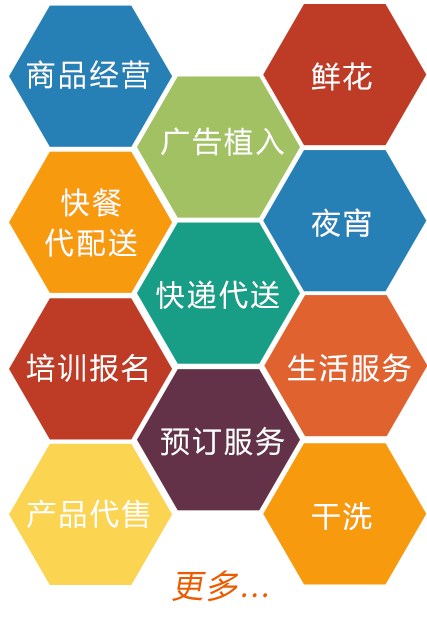 商品经营
鲜花
广告植入
快餐
代配送
夜宵
快递代送
培训报名
生活服务
预订服务
产品代售
干洗
更多...